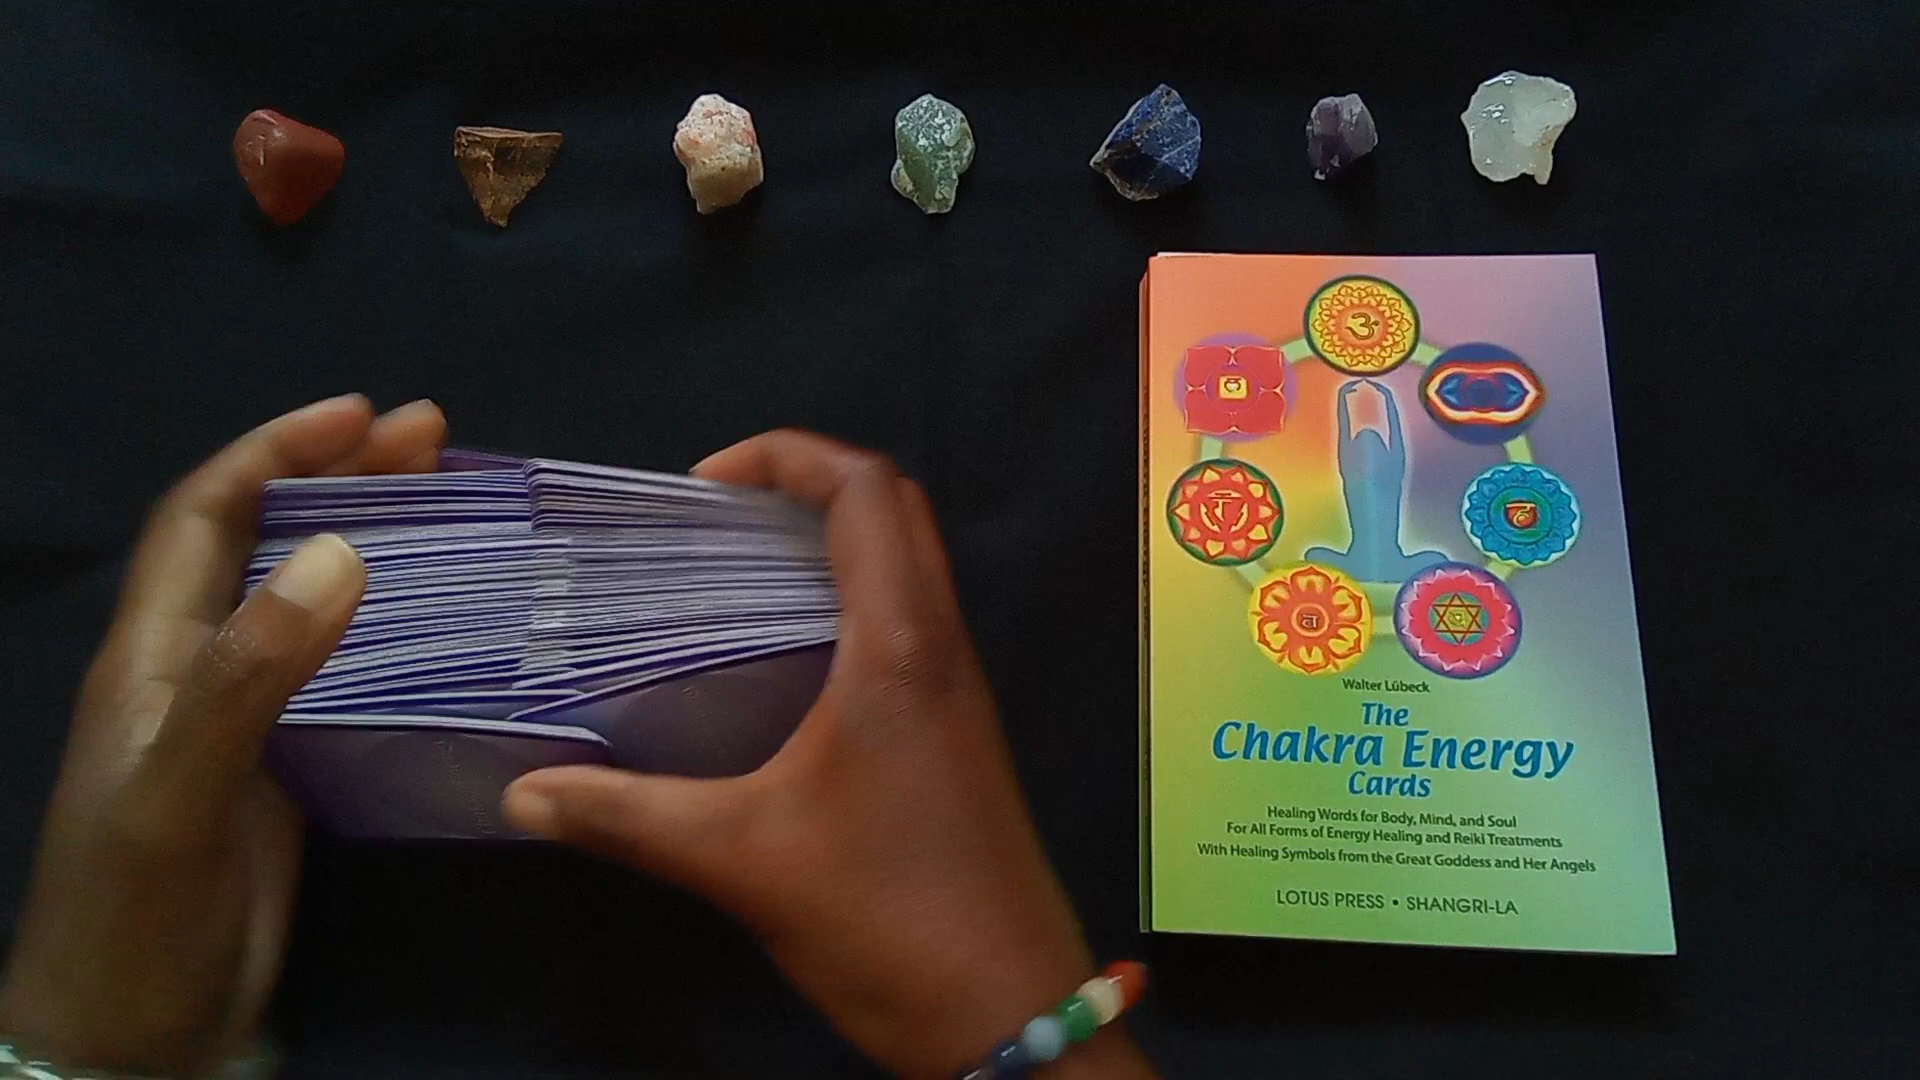 Walter Lübeck
The
Chakra Energy
Cards
Healing Words for Body, Mind, and Soul
For All Forms of Energy Healing and Reiki Treatments
With Healing Symbols from the Great Goddess and Her Angels
LOTUS PRESS • SHANGRI-LA